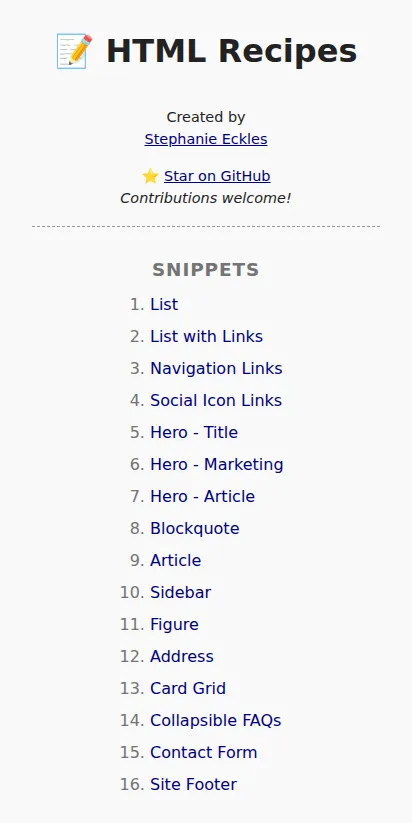 📝 HTML Recipes
Created by
Stephanie Eckles
⭐ Star on GitHub
Contributions welcome!
SNIPPETS
1. List
2. List with Links
3. Navigation Links
4. Social Icon Links
5. Hero - Title
6. Hero - Marketing
7. Hero - Article
8. Blockquote
9. Article
10. Sidebar
11. Figure
12. Address
13. Card Grid
14. Collapsible FAQs
15. Contact Form
16. Site Footer